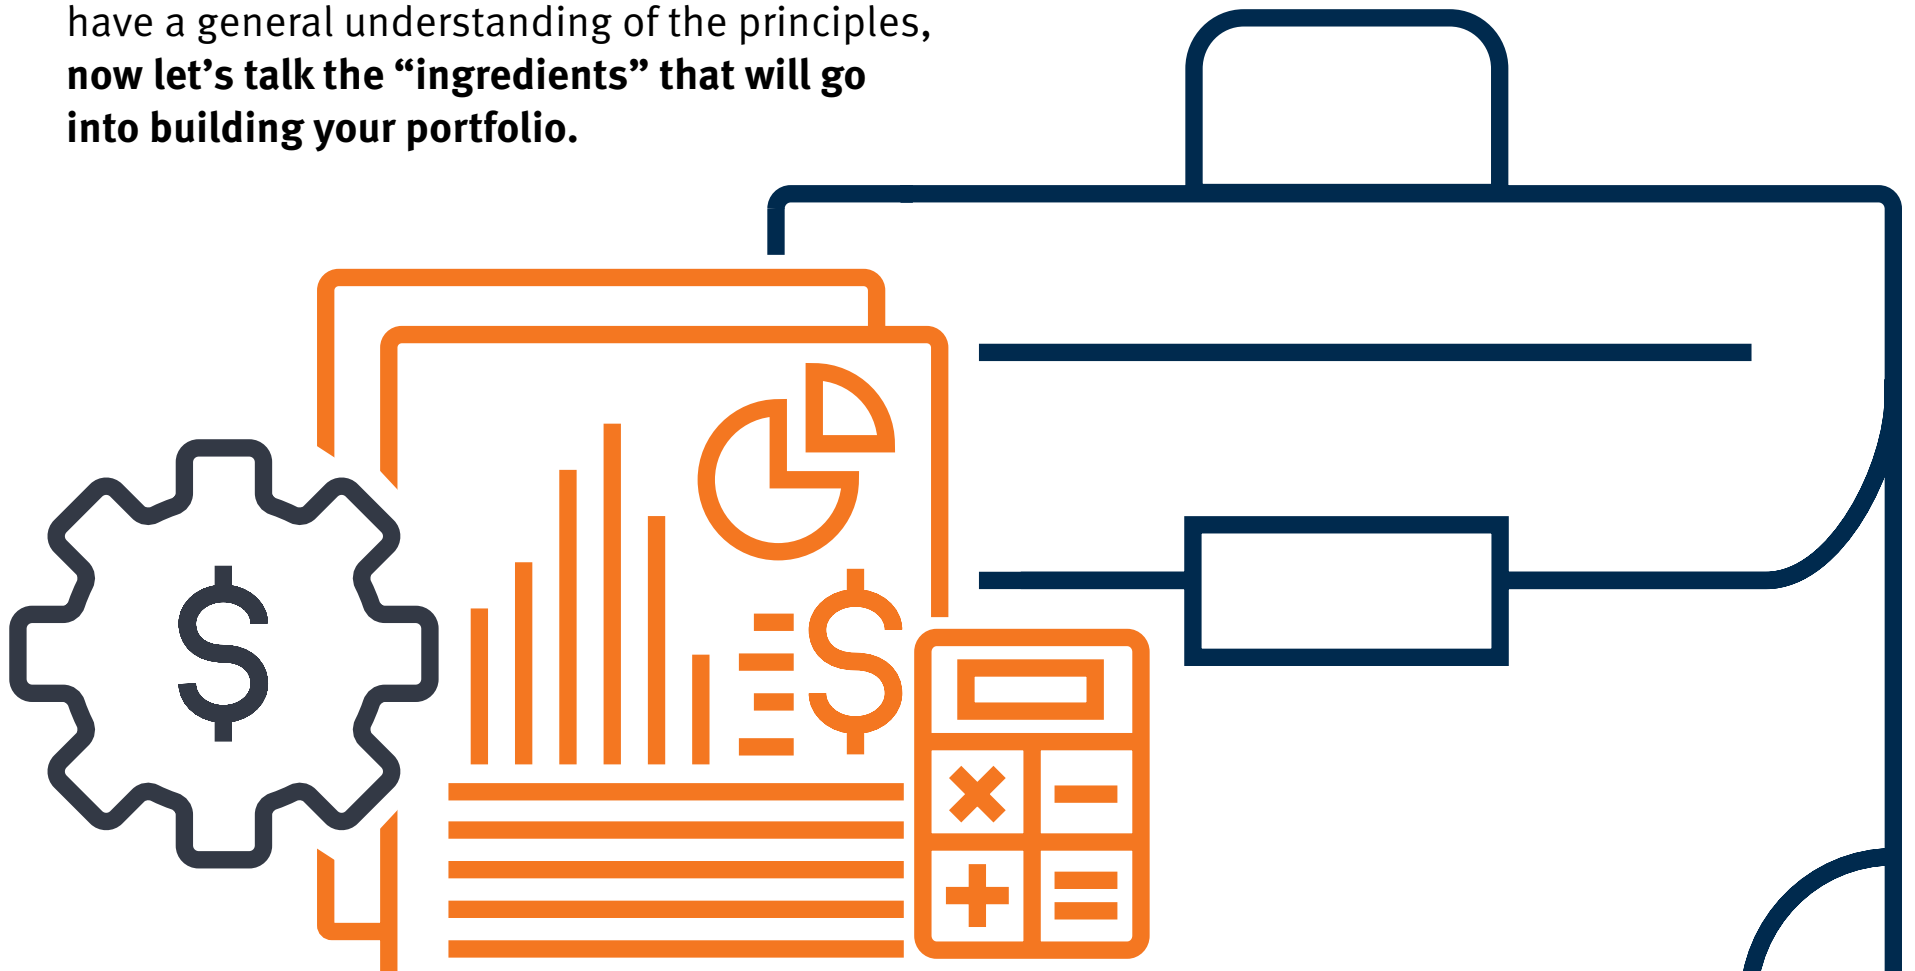 have a general understanding of the principles,
now let’s talk the “ingredients” that will go
into building your portfolio.
$
$